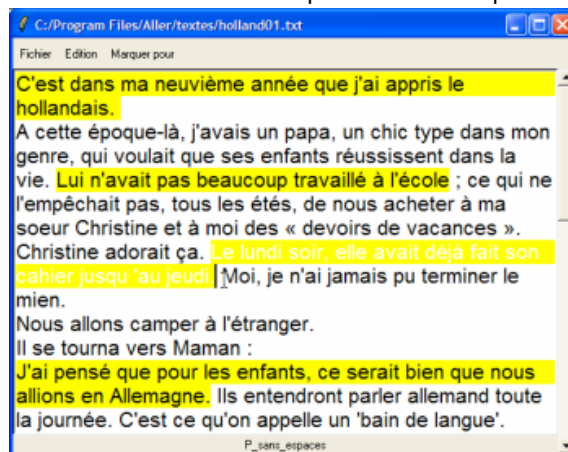 C:/Program Files/Aller/textes/holland01.txt
Fichier Edition Marquer pour
C'est dans ma neuvième année que j'ai appris le
hollandais.
A cette époque-là, j'avais un papa, un chic type dans mon
genre, qui voulait que ses enfants réussissent dans la
vie. Lui n'avait pas beaucoup travaillé à l'école ; ce qui ne
l'empêchait pas, tous les étés, de nous acheter à ma
soeur Christine et à moi des « devoirs de vacances ».
Christine adorait ça. Le lundi soir, elle avait déjà fait son
cahier jusqu 'au jeudi. Moi, je n'ai jamais pu terminer le
mien.
Nous allons camper à l'étranger.
Il se tourna vers Maman :
J'ai pensé que pour les enfants, ce serait bien que nous
allions en Allemagne. Ils entendront parler allemand toute
la journée. C'est ce qu'on appelle un 'bain de langue'.
P_sans_espaces